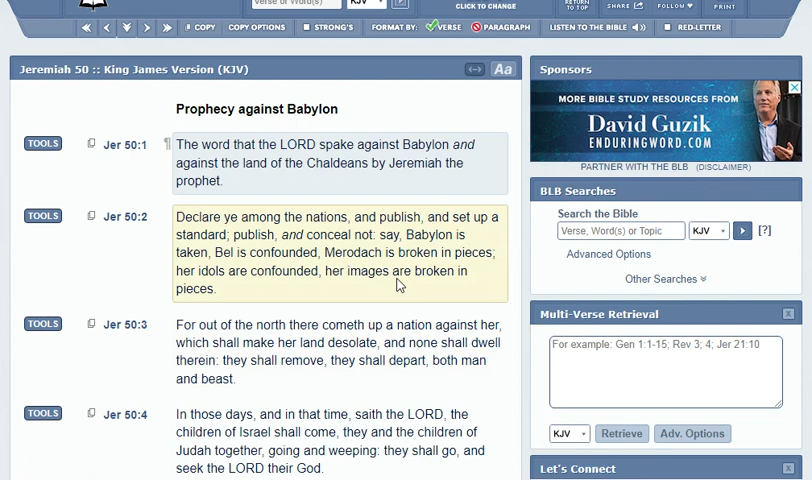 Verse or Word(s)
KJV
CLICK TO CHANGE
RETURN
TO TOP
SHARE
FOLLOW
PRINT
COPY
COPY OPTIONS
STRONG'S
FORMAT BY:
VERSE
PARAGRAPH
LISTEN TO THE BIBLE
RED-LETTER
Jeremiah 50 :: King James Version (KJV)
Aa
Prophecy against Babylon
TOOLS
Jer 50:1
¶
The word that the LORD spake against Babylon and
against the land of the Chaldeans by Jeremiah the
prophet.
TOOLS
Jer 50:2
Declare ye among the nations, and publish, and set up a
standard; publish, and conceal not: say, Babylon is
taken, Bel is confounded, Merodach is broken in pieces;
her idols are confounded, her images are broken in
pieces.
TOOLS
Jer 50:3
For out of the north there cometh up a nation against her,
which shall make her land desolate, and none shall dwell
therein: they shall remove, they shall depart, both man
and beast.
TOOLS
Jer 50:4
In those days, and in that time, saith the LORD, the
children of Israel shall come, they and the children of
Judah together, going and weeping: they shall go, and
seek the LORD their God.
Sponsors
MORE BIBLE STUDY RESOURCES FROM
David Guzik
ENDURINGWORD.COM
PARTNER WITH THE BLB (DISCLAIMER)
BLB Searches
Search the Bible
Verse, Word(s) or Topic
KJV
[?]
Advanced Options
Other Searches
Multi-Verse Retrieval
x
For example: Gen 1:1-15; Rev 3; 4; Jer 21:10
KJV
Retrieve
Adv. Options
Let's Connect
x